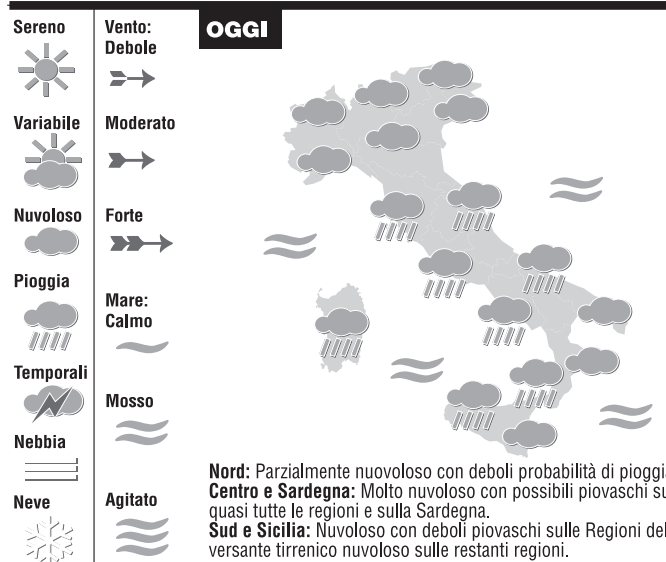 Sereno
Variabile
Nuvoloso
Pioggia
Temporali
Nebbia
Neve
Vento:
Debole
Moderato
Forte
Mare:
Calmo
Mosso
Agitato
OGGI
Nord: Parzialmente nuovoloso con deboli probabilità di pioggia
Centro e Sardegna: Molto nuvoloso con possibili piovaschi su
quasi tutte le regioni e sulla Sardegna.
Sud e Sicilia: Nuvoloso con deboli piovaschi sulle Regioni del
versante tirrenico nuvoloso sulle restanti regioni.